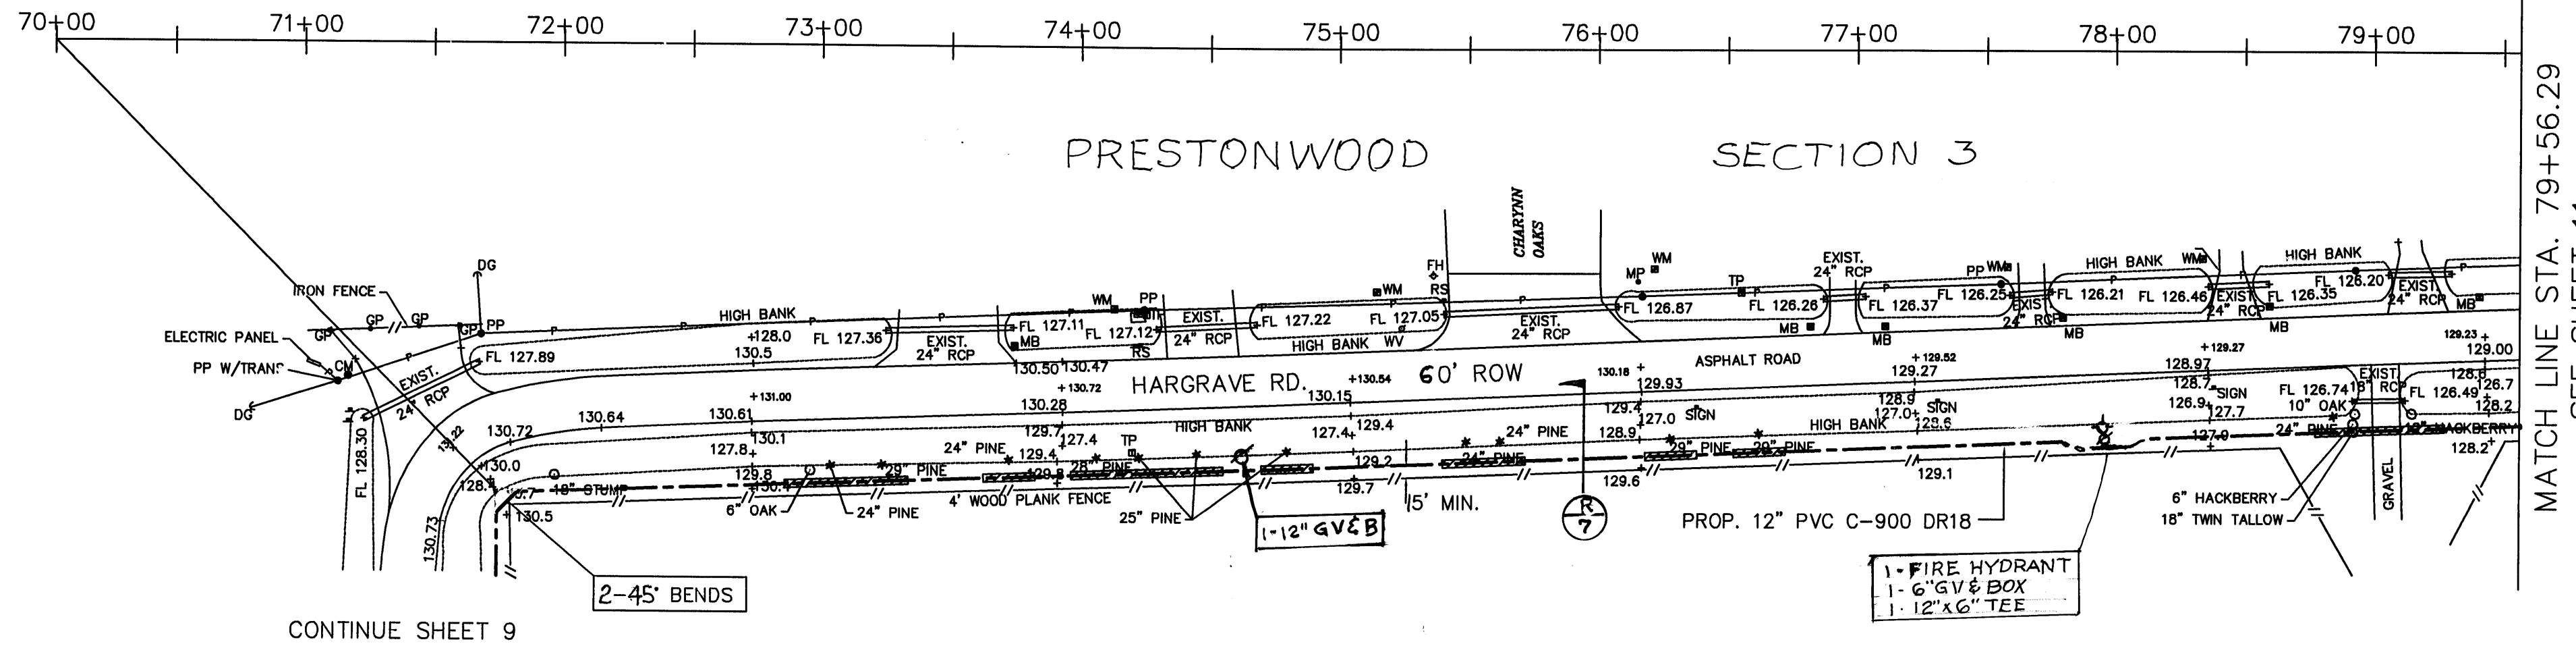 70+00 71+00 72+00 73+00 74+00 75+00 76+00 77+00 78+00 79+00
PRESTONWOOD SECTION 3
MATCH LINE STA. 79+56.29
CHARYNN
OAKS
DG
IRON FENCE
GP GP GP GP PP
ELECTRIC PANEL
PP W/TRANS
CM
DG
EXIST.
24" RCP
FL 128.30
FL 127.89
HIGH BANK
+128.0
130.5
FL 127.36
EXIST.
24" RCP
WM PP
FL 127.11
FL 127.12
MB
RS
EXIST.
24" RCP
FL 127.22
WM
FH
RS
FL 127.05
HIGH BANK WV
EXIST.
24" RCP
MP WM
FL 126.87
TP
FL 126.26
MB
EXIST.
24" RCP
FL 126.37
MB
PP WM
FL 126.25
EXIST
24" RCP
MB
HIGH BANK
FL 126.21
WM
FL 126.46
EXIST
24" RCP
MB
HIGH BANK
FL 126.35
FL 126.20
EXIST.
24" RCP
MB
130.50 130.47
HARGRAVE RD. 60' ROW
ASPHALT ROAD
+131.00
+130.72
+130.54
130.18
+129.52
+129.27
129.23
131.22
130.72
130.64
130.61
130.28
130.15
129.93
129.27
128.97
129.00
130.0
128.
127.8
130.1
129.7
127.4
HIGH BANK
127.4
129.4
129.4
127.0
SIGN
128.9
127.0
SIGN
128.6
128.7
SIGN
126.9
127.7
FL 126.74
EXIST
18" RCP
FL 126.49
128.6
126.7
128.2
10" OAK
130.73
130.5
18" STUMP
129.8
29" PINE
24" PINE
129.4
129.8
28" PINE
TP
129.2
24" PINE
24" PINE
128.9
29" PINE
29" PINE
HIGH BANK
127.9
24" PINE
12" HACKBERRY
128.2
6" OAK
24" PINE
4' WOOD PLANK FENCE
25" PINE
129.7
15' MIN.
129.6
129.1
1-12" GV&B
R
7
PROP. 12" PVC C-900 DR18
6" HACKBERRY
18" TWIN TALLOW
GRAVEL
2-45° BENDS
1-FIRE HYDRANT
1-6"GV & BOX
1-12"x6" TEE
CONTINUE SHEET 9